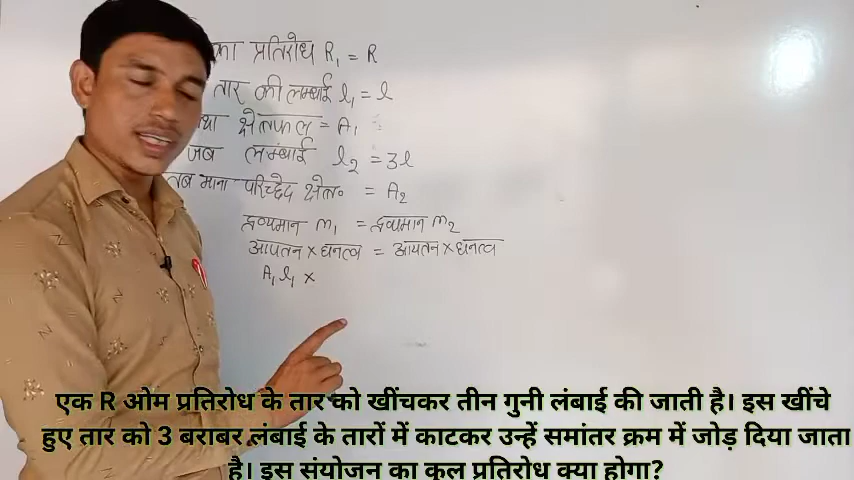 का प्रतिरोध R₁ = R
तार की लम्बाई l₁ = l
क्षेत्रफल = A₁
जब लम्बाई l₂ = 3l
तब माना परिच्छेद क्षेत्र० = A₂
द्रव्यमान m₁ = द्रव्यमान m₂
आयतन × घनत्व = आयतन × घनत्व
A₁ l₁ ×
एक R ओम प्रतिरोध के तार को खींचकर तीन गुनी लंबाई की जाती है। इस खींचे
हुए तार को 3 बराबर लंबाई के तारों में काटकर उन्हें समांतर क्रम में जोड़ दिया जाता
है। इस संयोजन का कुल प्रतिरोध क्या होगा?